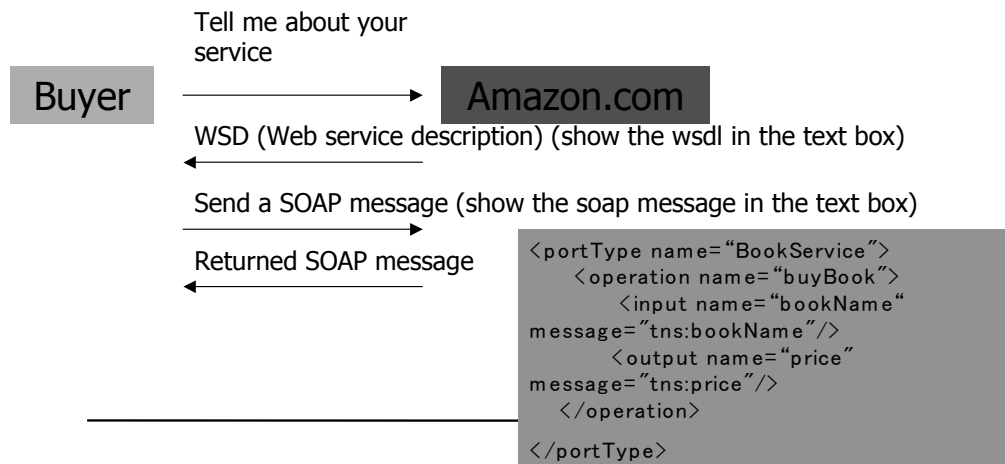 Tell me about your
service
Buyer
Amazon.com
WSD (Web service description) (show the wsdl in the text box)
Send a SOAP message (show the soap message in the text box)
Returned SOAP message
<portType name=“BookService”>
<operation name=“buyBook”>
<input name=“bookName“
message=”tns:bookName”/>
<output name=“price”
message=”tns:price”/>
</operation>
</portType>